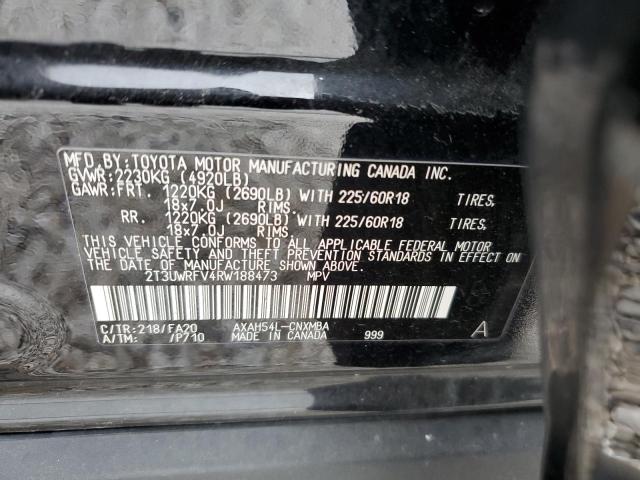 MFD. BY: TOYOTA MOTOR MANUFACTURING CANADA INC.
GVWR: 2230KG (4920LB)
GAWR: FRT. 1220KG (2690LB) WITH 225/60R18 TIRES,
18x7.0J RIMS.
RR. 1220KG (2690LB) WITH 225/60R18 TIRES,
18x7.0J RIMS.
THIS VEHICLE CONFORMS TO ALL APPLICABLE FEDERAL MOTOR
VEHICLE SAFETY AND THEFT PREVENTION STANDARDS IN EFFECT
ON THE DATE OF MANUFACTURE SHOWN ABOVE.
2T3UWRFV4RW188473 MPV
C/TR: 218/FA20 AXAH54L-CNXMBA
A/TM: /P710 MADE IN CANADA 999 A